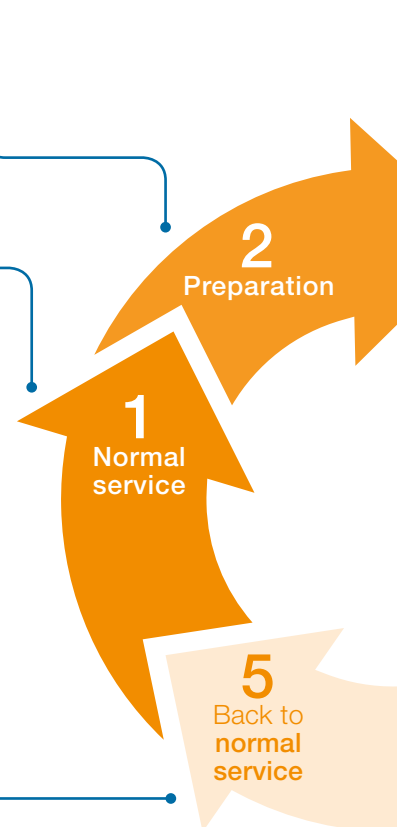 2
Preparation
1
Normal
service
5
Back to
normal
service